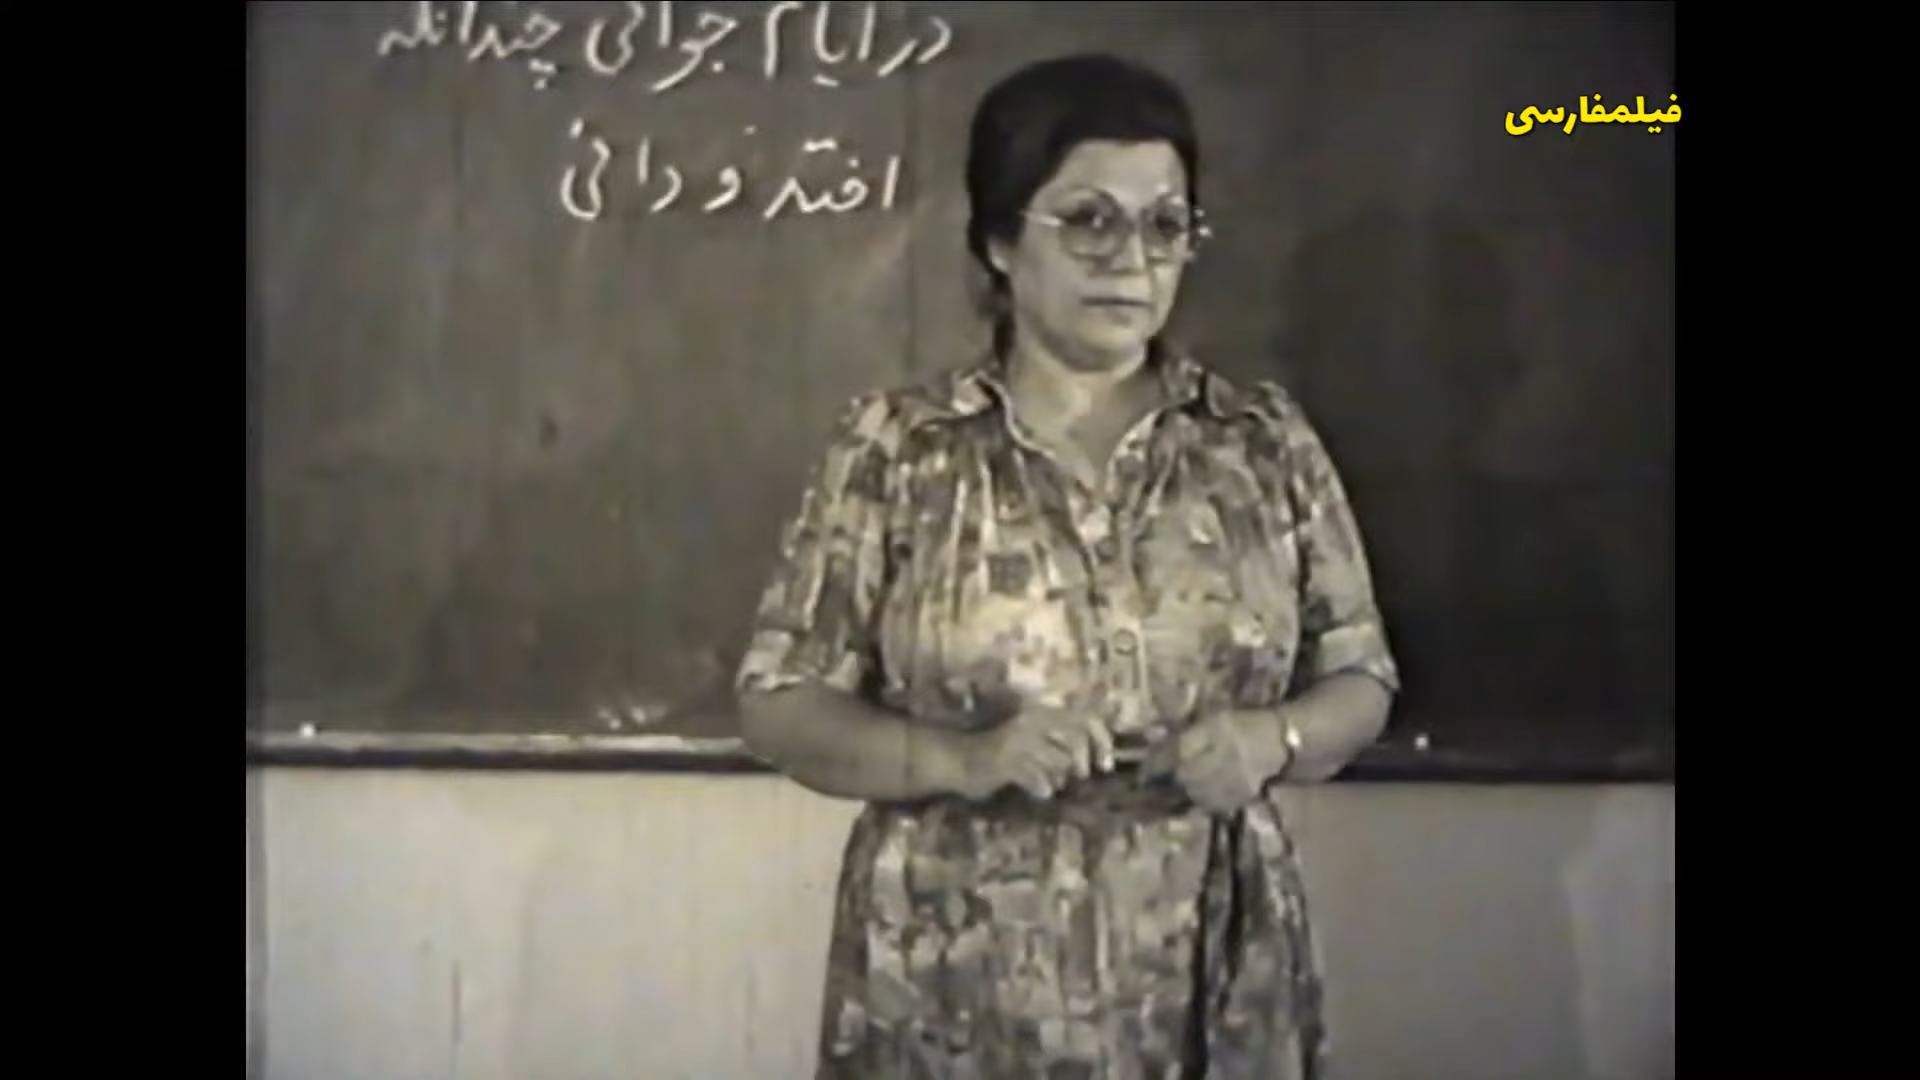 در ایام جوانی چندانکه
افتد و دانی
فیلمفارسی